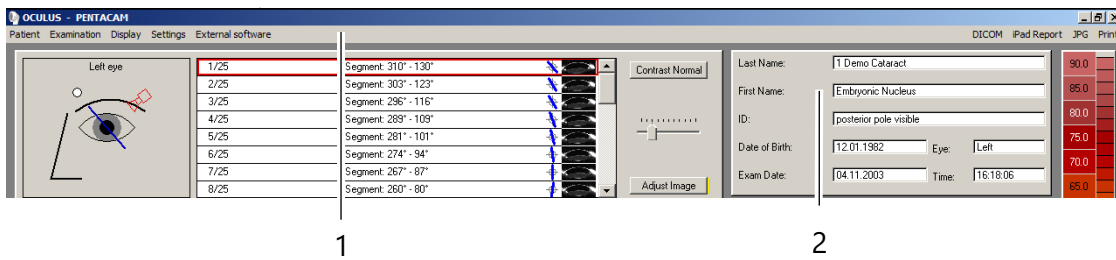 OCULUS - PENTACAM
Patient Examination Display Settings External software DICOM iPad Report JPG Print
Left eye
1/25 Segment: 310° - 130°
2/25 Segment: 303° - 123°
3/25 Segment: 296° - 116°
4/25 Segment: 289° - 109°
5/25 Segment: 281° - 101°
6/25 Segment: 274° - 94°
7/25 Segment: 267° - 87°
8/25 Segment: 260° - 80°
Contrast Normal
Adjust Image
Last Name: 1 Demo Cataract
First Name: Embryonic Nucleus
ID: posterior pole visible
Date of Birth: 12.01.1982 Eye: Left
Exam Date: 04.11.2003 Time: 16:18:06
90.0
85.0
80.0
75.0
70.0
65.0
1 2